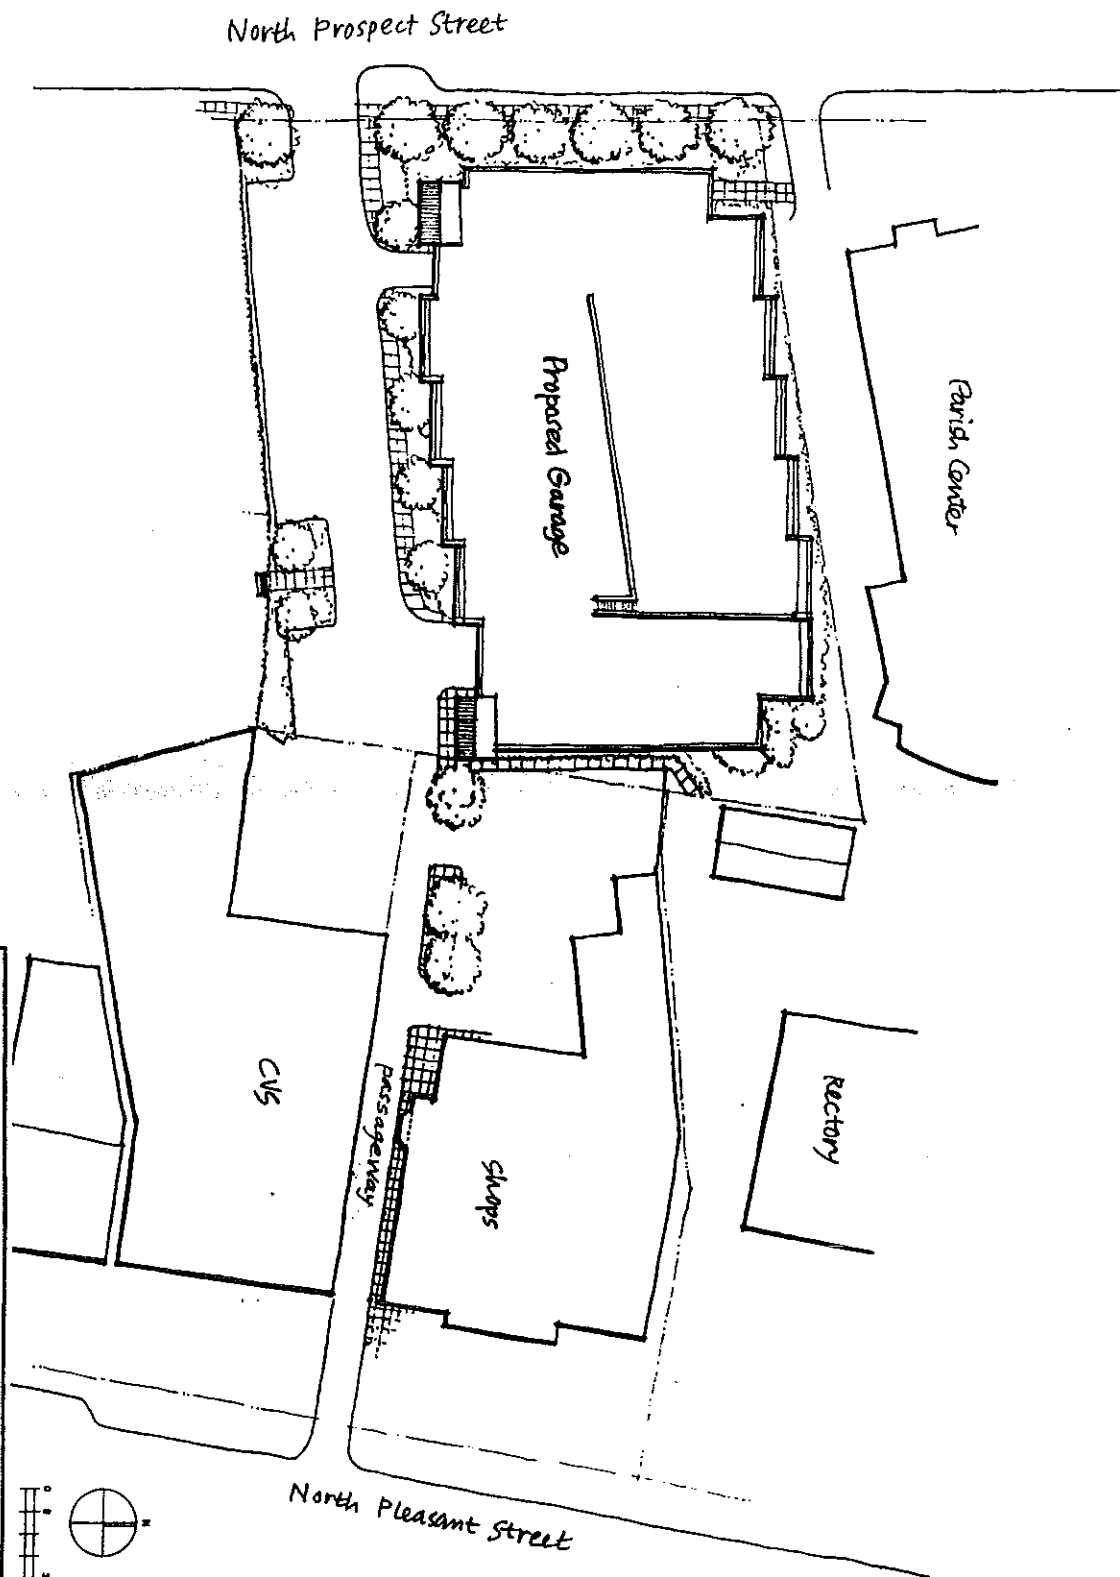 North Prospect Street
Proposed Garage
Parish Center
CVS
passageway
Shops
Rectory
North Pleasant Street
N